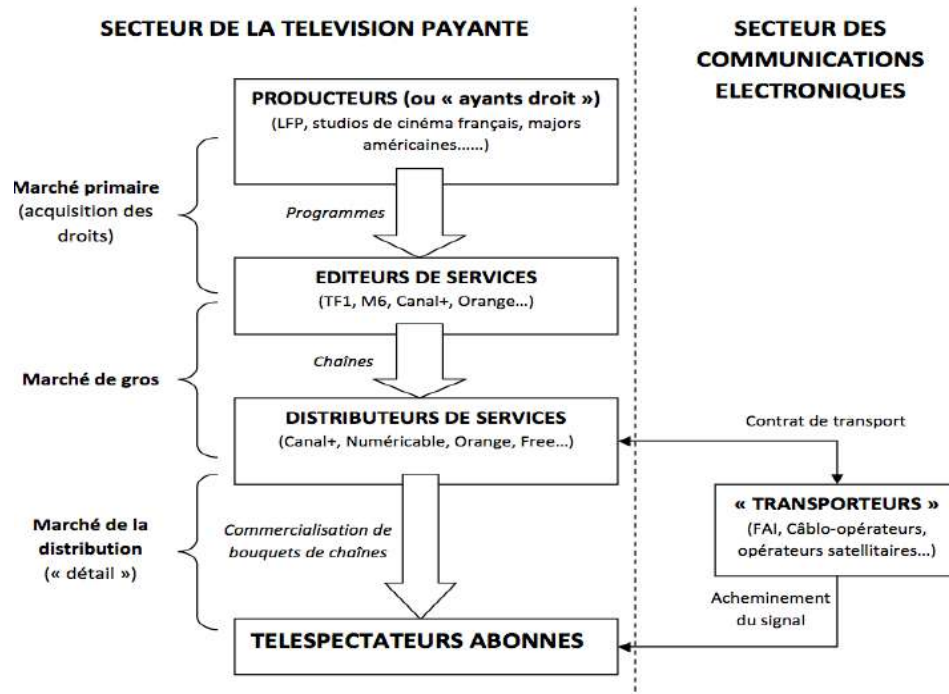 SECTEUR DE LA TELEVISION PAYANTE
SECTEUR DES
COMMUNICATIONS
ELECTRONIQUES
PRODUCTEURS (ou « ayants droit »)
(LFP, studios de cinéma français, majors
américaines......)
Marché primaire
(acquisition des
droits)
Programmes
EDITEURS DE SERVICES
(TF1, M6, Canal+, Orange...)
Marché de gros
Chaînes
DISTRIBUTEURS DE SERVICES
(Canal+, Numéricable, Orange, Free...)
Contrat de transport
« TRANSPORTEURS »
(FAI, Câblo-opérateurs,
opérateurs satellitaires...)
Marché de la
distribution
(« détail »)
Commercialisation de
bouquets de chaînes
Acheminement
du signal
TELESPECTATEURS ABONNES